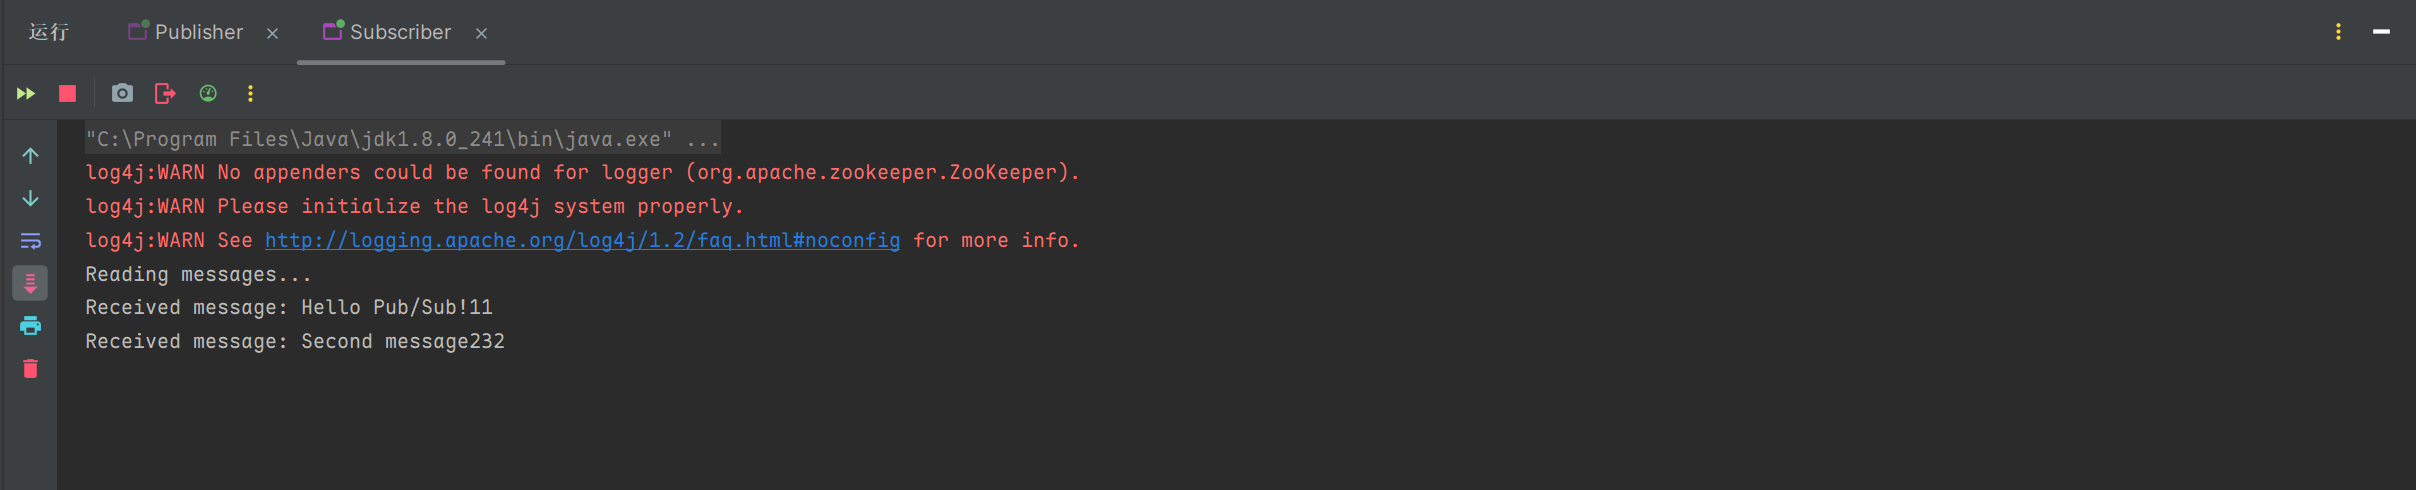 运行 Publisher Subscriber
"C:\Program Files\Java\jdk1.8.0_241\bin\java.exe" ...
log4j:WARN No appenders could be found for logger (org.apache.zookeeper.ZooKeeper).
log4j:WARN Please initialize the log4j system properly.
log4j:WARN See http://logging.apache.org/log4j/1.2/faq.html#noconfig for more info.
Reading messages...
Received message: Hello Pub/Sub!11
Received message: Second message232